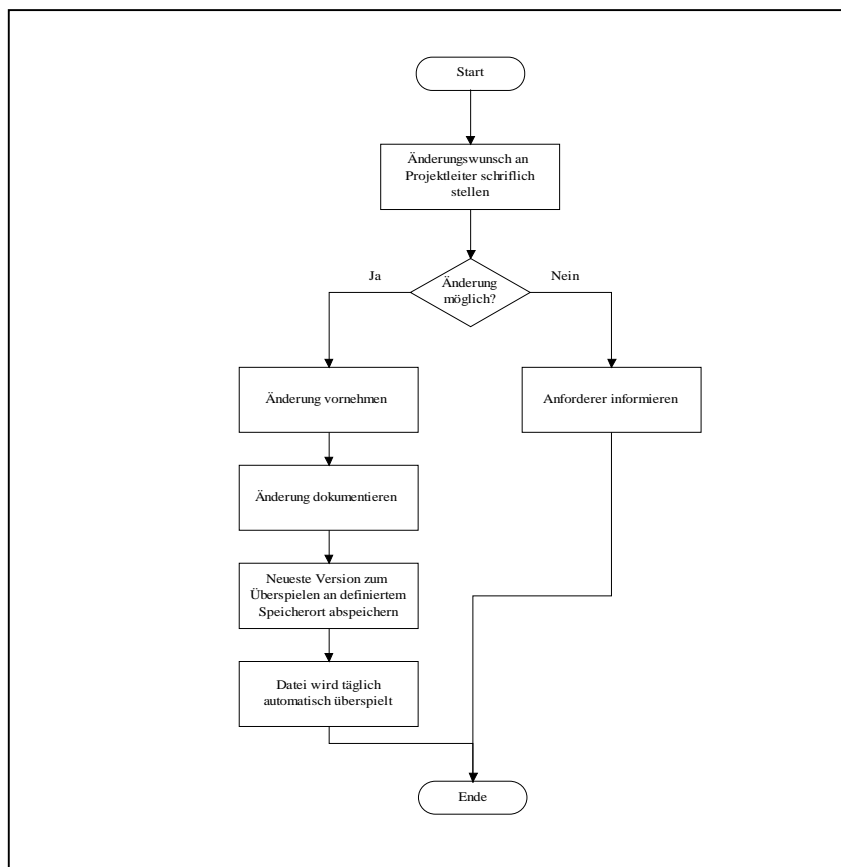 Start
Änderungswunsch an
Projektleiter schriflich
stellen
Ja
Änderung
möglich?
Nein
Änderung vornehmen
Anforderer informieren
Änderung dokumentieren
Neueste Version zum
Überspielen an definiertem
Speicherort abspeichern
Datei wird täglich
automatisch überspielt
Ende